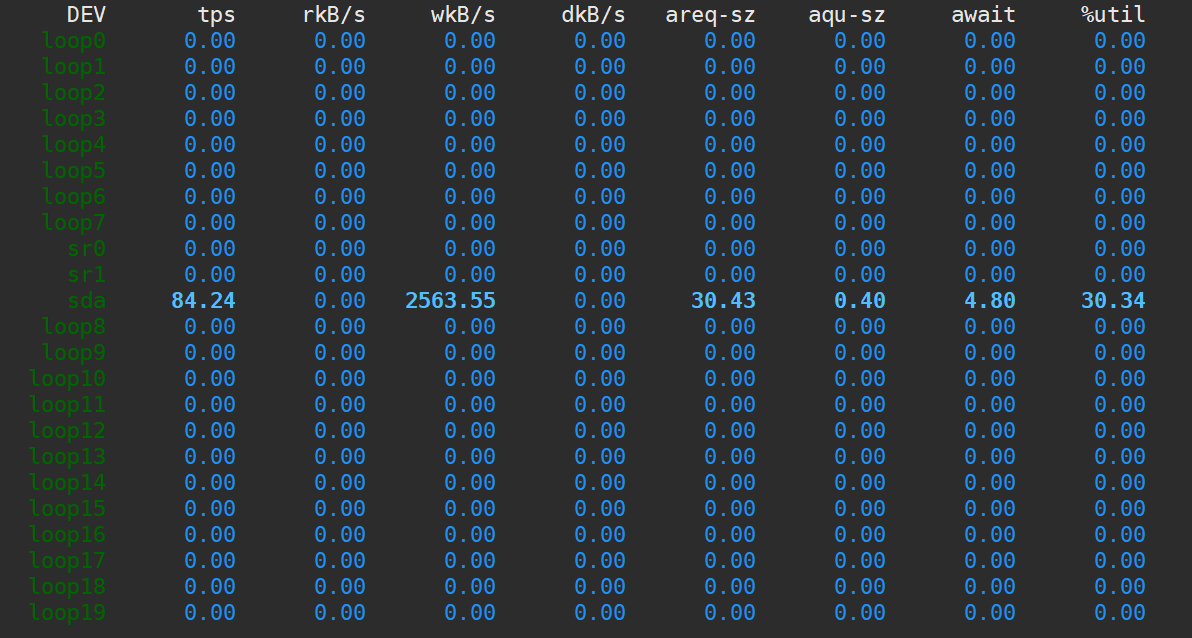 DEV tps rkB/s wkB/s dkB/s areq-sz aqu-sz await %util
loop0 0.00 0.00 0.00 0.00 0.00 0.00 0.00 0.00
loop1 0.00 0.00 0.00 0.00 0.00 0.00 0.00 0.00
loop2 0.00 0.00 0.00 0.00 0.00 0.00 0.00 0.00
loop3 0.00 0.00 0.00 0.00 0.00 0.00 0.00 0.00
loop4 0.00 0.00 0.00 0.00 0.00 0.00 0.00 0.00
loop5 0.00 0.00 0.00 0.00 0.00 0.00 0.00 0.00
loop6 0.00 0.00 0.00 0.00 0.00 0.00 0.00 0.00
loop7 0.00 0.00 0.00 0.00 0.00 0.00 0.00 0.00
sr0 0.00 0.00 0.00 0.00 0.00 0.00 0.00 0.00
sr1 0.00 0.00 0.00 0.00 0.00 0.00 0.00 0.00
sda 84.24 0.00 2563.55 0.00 30.43 0.40 4.80 30.34
loop8 0.00 0.00 0.00 0.00 0.00 0.00 0.00 0.00
loop9 0.00 0.00 0.00 0.00 0.00 0.00 0.00 0.00
loop10 0.00 0.00 0.00 0.00 0.00 0.00 0.00 0.00
loop11 0.00 0.00 0.00 0.00 0.00 0.00 0.00 0.00
loop12 0.00 0.00 0.00 0.00 0.00 0.00 0.00 0.00
loop13 0.00 0.00 0.00 0.00 0.00 0.00 0.00 0.00
loop14 0.00 0.00 0.00 0.00 0.00 0.00 0.00 0.00
loop15 0.00 0.00 0.00 0.00 0.00 0.00 0.00 0.00
loop16 0.00 0.00 0.00 0.00 0.00 0.00 0.00 0.00
loop17 0.00 0.00 0.00 0.00 0.00 0.00 0.00 0.00
loop18 0.00 0.00 0.00 0.00 0.00 0.00 0.00 0.00
loop19 0.00 0.00 0.00 0.00 0.00 0.00 0.00 0.00